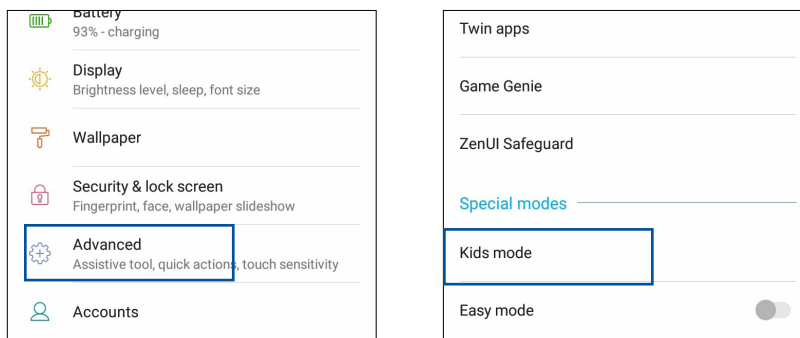 Battery
93% - charging
Display
Brightness level, sleep, font size
Wallpaper
Security & lock screen
Fingerprint, face, wallpaper slideshow
Advanced
Assistive tool, quick actions, touch sensitivity
Accounts
Twin apps
Game Genie
ZenUI Safeguard
Special modes
Kids mode
Easy mode